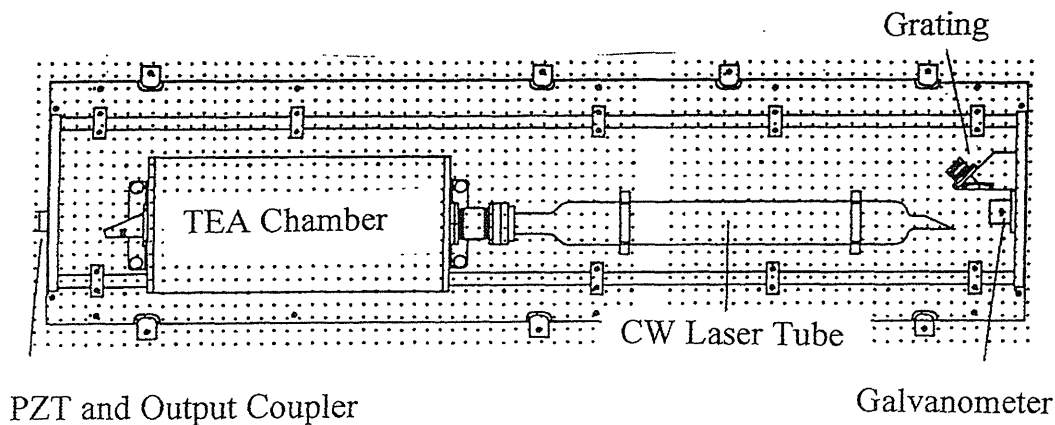 Grating
TEA Chamber
CW Laser Tube
PZT and Output Coupler
Galvanometer